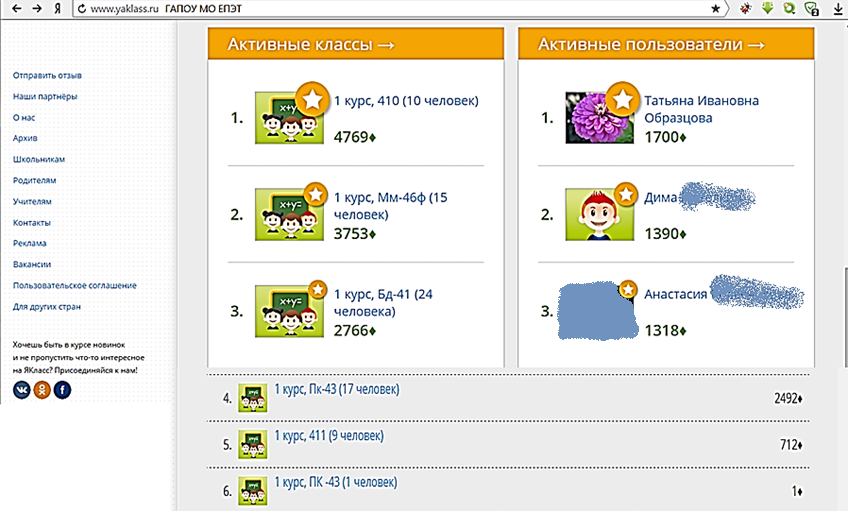 www.yaklass.ru ГАПОУ МО ЕПЭТ
Отправить отзыв
Наши партнёры
О нас
Архив
Школьникам
Родителям
Учителям
Контакты
Реклама
Вакансии
Пользовательское соглашение
Для других стран
Хочешь быть в курсе новинок
и не пропустить что-то интересное
на ЯКласс? Присоединяйся к нам!
Активные классы →
1.
1 курс, 410 (10 человек)
4769♦
2.
1 курс, Мм-46ф (15
человек)
3753♦
3.
1 курс, Бд-41 (24
человека)
2766♦
Активные пользователи →
1.
Татьяна Ивановна
Образцова
1700♦
2.
Дима
1390♦
3.
Анастасия
1318♦
4. 1 курс, Пк-43 (17 человек) 2492♦
5. 1 курс, 411 (9 человек) 712♦
6. 1 курс, ПК -43 (1 человек) 1♦